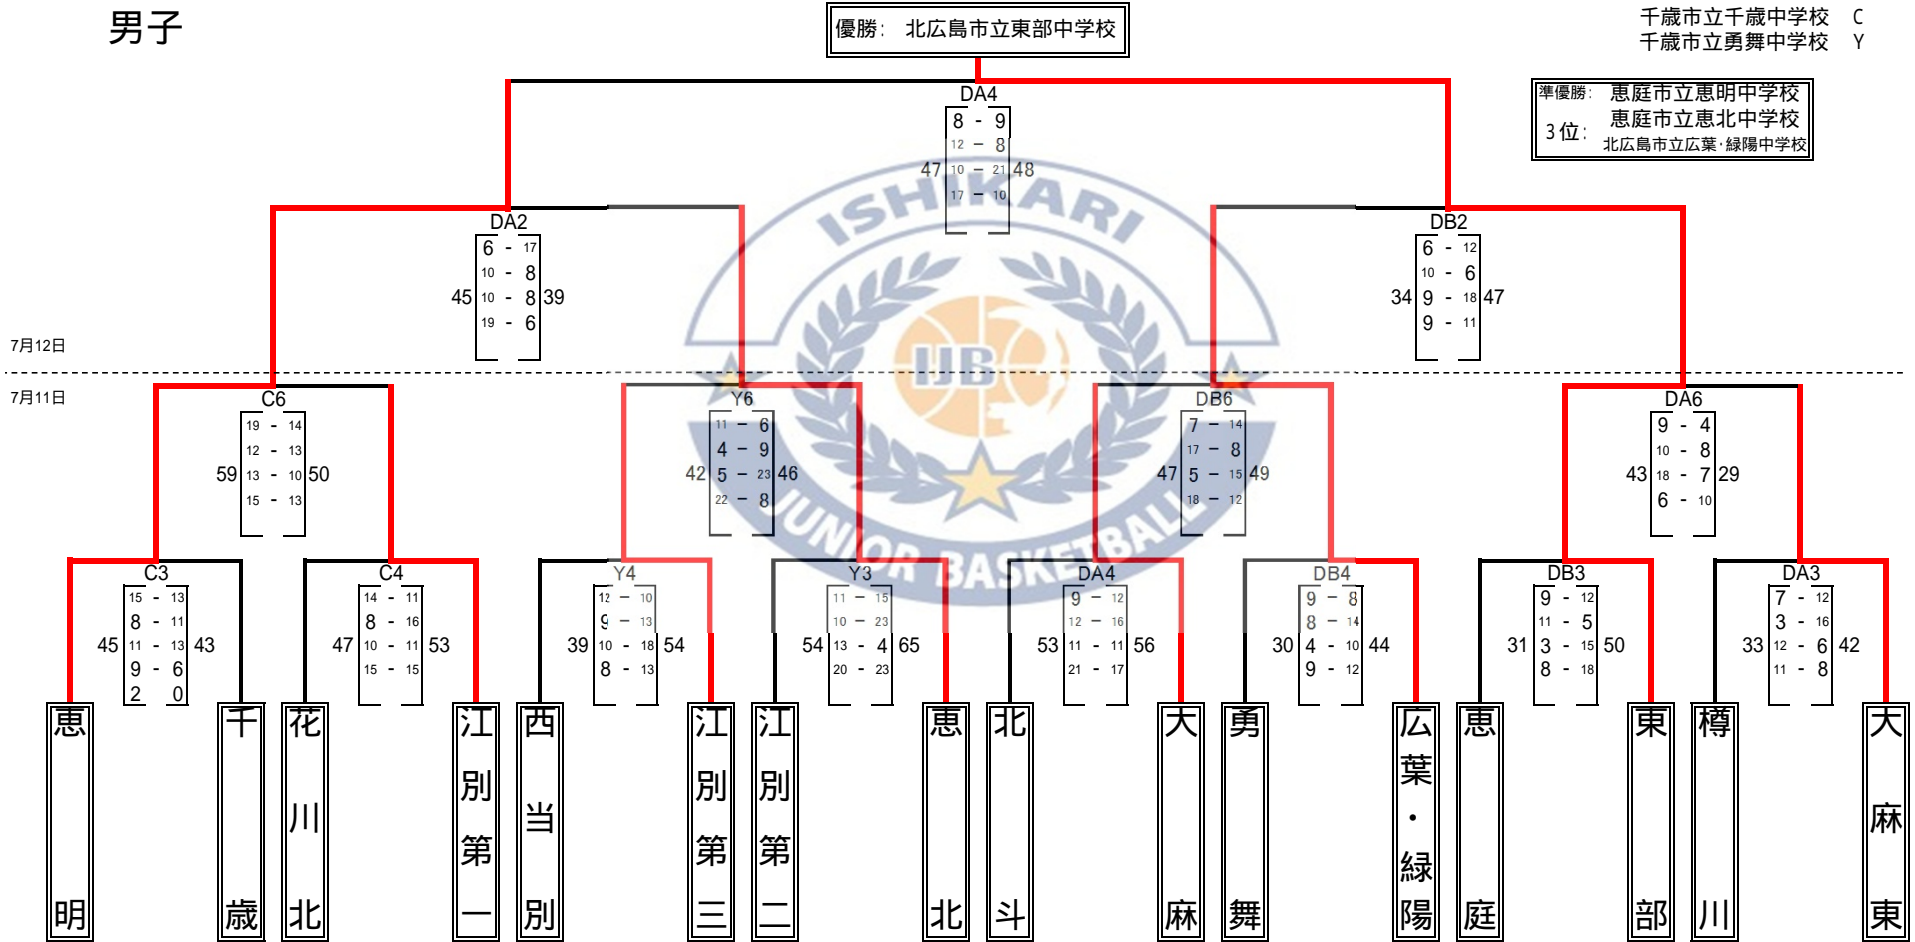 男子
優勝: 北広島市立東部中学校
千歳市立千歳中学校 C
千歳市立勇舞中学校 Y
準優勝: 恵庭市立恵明中学校
3位: 恵庭市立恵北中学校
北広島市立広葉・緑陽中学校
DA4
8 - 9
12 - 8
47 10 - 21 48
17 - 10
ISHIKARI
DA2
6 - 17
10 - 8
45 10 - 8 39
19 - 6
DB2
6 - 12
10 - 6
34 9 - 18 47
9 - 11
IJB
7月12日
7月11日
C6
19 - 14
12 - 13
59 13 - 10 50
15 - 13
Y6
11 - 6
4 - 9
42 5 - 23 46
22 - 8
DB6
7 - 14
17 - 8
47 5 - 15 49
18 - 12
DA6
9 - 4
10 - 8
43 18 - 7 29
6 - 10
JUNIOR BASKETBALL
C3
15 - 13
8 - 11
45 11 - 13 43
9 - 6
2 0
C4
14 - 11
8 - 16
47 10 - 11 53
15 - 15
Y4
12 - 10
9 - 13
39 10 - 18 54
8 - 13
Y3
11 - 15
10 - 23
54 13 - 4 65
20 - 23
DA4
9 - 12
12 - 16
53 11 - 11 56
21 - 17
DB4
9 - 8
8 - 14
30 4 - 10 44
9 - 12
DB3
9 - 12
11 - 5
31 3 - 15 50
8 - 18
DA3
7 - 12
3 - 16
33 12 - 6 42
11 - 8
恵明
千歳
花川北
江別第一
西当別
江別第三
江別第二
恵北
北斗
大麻
勇舞
広葉・緑陽
恵庭
東部
樽川
大麻東